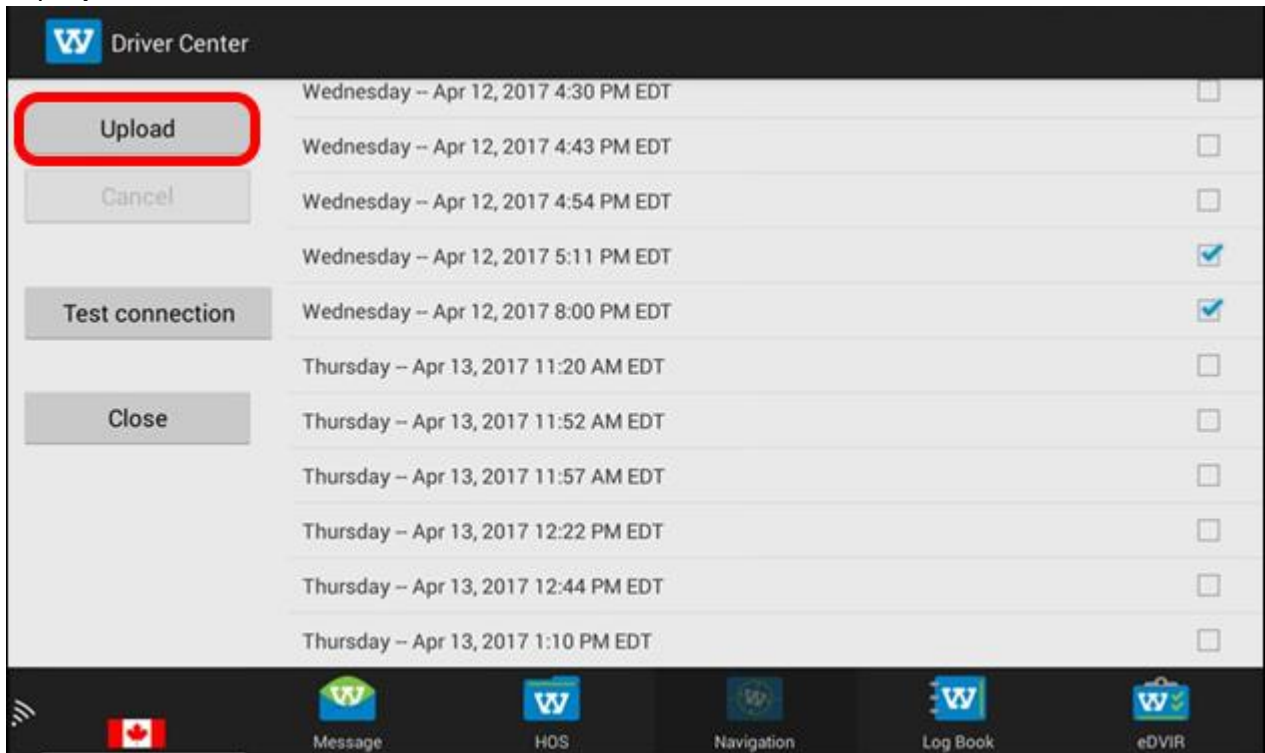 W Driver Center
Upload
Cancel
Test connection
Close
Wednesday -- Apr 12, 2017 4:30 PM EDT
Wednesday -- Apr 12, 2017 4:43 PM EDT
Wednesday -- Apr 12, 2017 4:54 PM EDT
Wednesday -- Apr 12, 2017 5:11 PM EDT
Wednesday -- Apr 12, 2017 8:00 PM EDT
Thursday -- Apr 13, 2017 11:20 AM EDT
Thursday -- Apr 13, 2017 11:52 AM EDT
Thursday -- Apr 13, 2017 11:57 AM EDT
Thursday -- Apr 13, 2017 12:22 PM EDT
Thursday -- Apr 13, 2017 12:44 PM EDT
Thursday -- Apr 13, 2017 1:10 PM EDT
W W W W W
Message HOS Navigation Log Book eDVIR